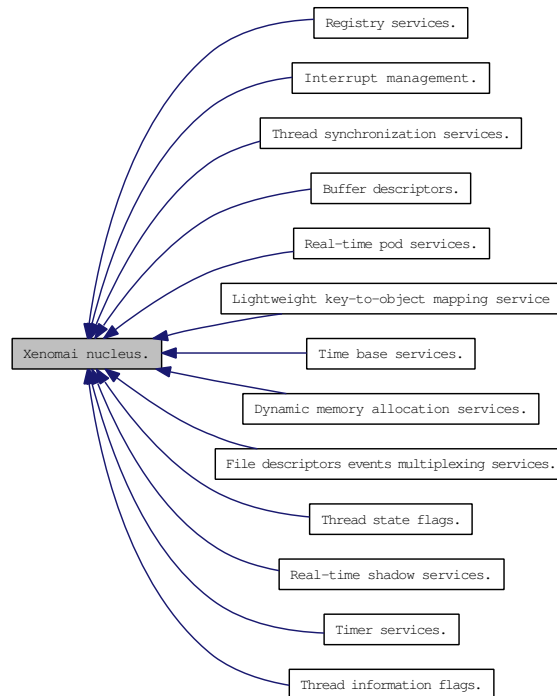 Registry services.
Interrupt management.
Thread synchronization services.
Buffer descriptors.
Real-time pod services.
Lightweight key-to-object mapping service
Xenomai nucleus.
Time base services.
Dynamic memory allocation services.
File descriptors events multiplexing services.
Thread state flags.
Real-time shadow services.
Timer services.
Thread information flags.